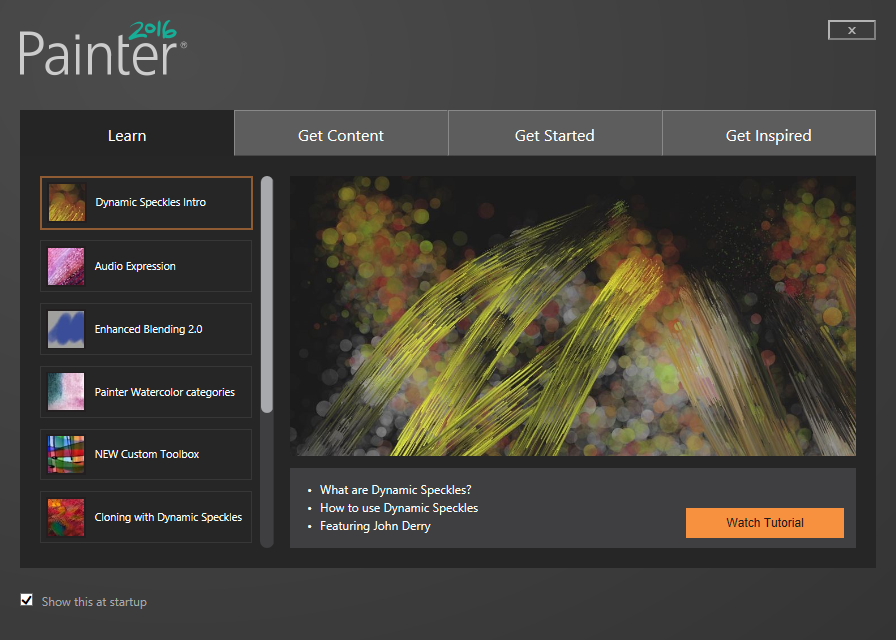 Painter® 2016
x
Learn
Get Content
Get Started
Get Inspired
Dynamic Speckles Intro
Audio Expression
Enhanced Blending 2.0
Painter Watercolor categories
NEW Custom Toolbox
Cloning with Dynamic Speckles
• What are Dynamic Speckles?
• How to use Dynamic Speckles
• Featuring John Derry
Watch Tutorial
Show this at startup